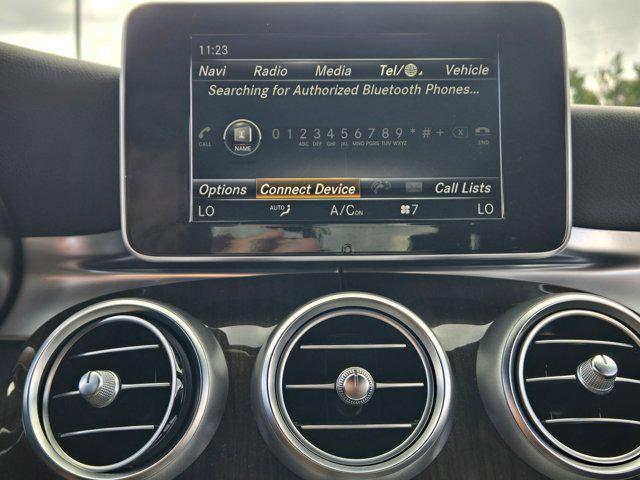 11:23
Navi Radio Media Tel/ Vehicle
Searching for Authorized Bluetooth Phones...
CALL NAME 0 1 2 3 4 5 6 7 8 9 * # + X END
ABC DEF GHI JKL MNO PQRS TUV WXYZ
Options Connect Device Call Lists
LO AUTO A/C ON 7 LO